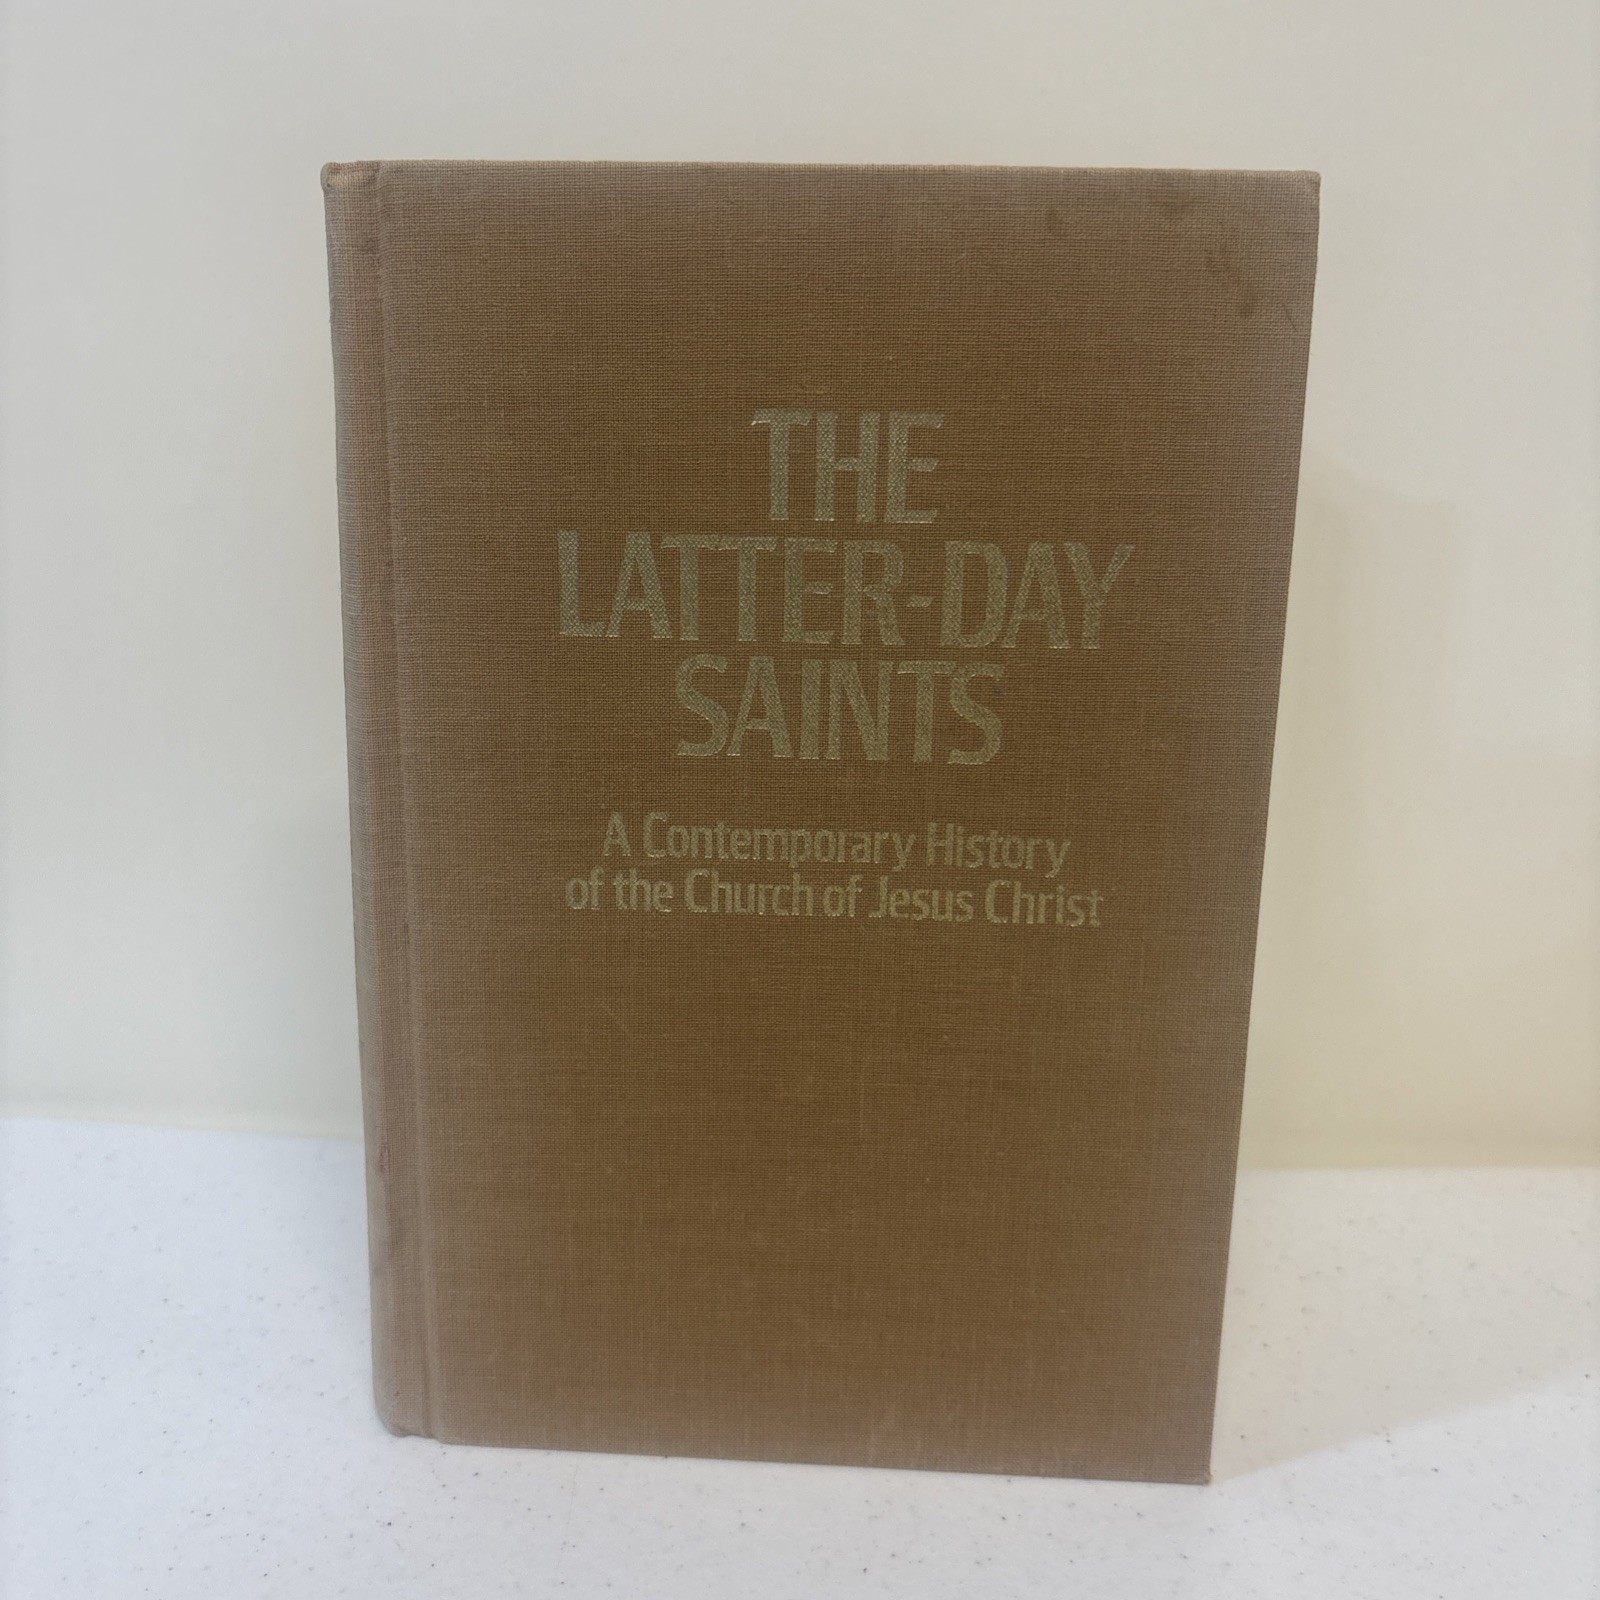 THE
LATTER-DAY
SAINTS
A Contemporary History
of the Church of Jesus Christ